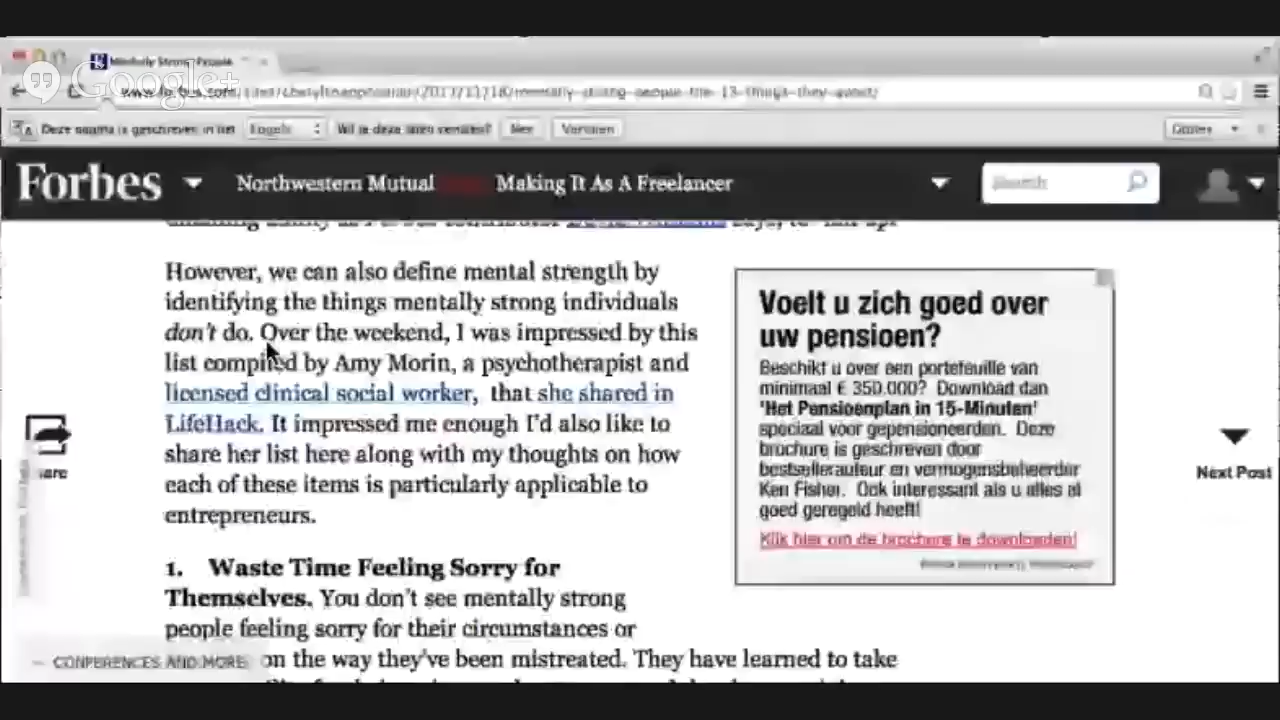 Mentally Strong People
Google+
Deze pagina is geschreven in het Engels Wil je deze laten vertalen? Nee Vertalen Opties
Forbes Northwestern Mutual Making It As A Freelancer Search
However, we can also define mental strength by
identifying the things mentally strong individuals
don't do. Over the weekend, I was impressed by this
list compiled by Amy Morin, a psychotherapist and
licensed clinical social worker, that she shared in
LifeHack. It impressed me enough I'd also like to
share her list here along with my thoughts on how
each of these items is particularly applicable to
entrepreneurs.
1. Waste Time Feeling Sorry for
Themselves. You don't see mentally strong
people feeling sorry for their circumstances or
on the way they've been mistreated. They have learned to take
CONFERENCES AND MORE
Voelt u zich goed over
uw pensioen?
Beschikt u over een portefeuille van
minimaal € 350.000? Download dan
'Het Pensioenplan in 15-Minuten'
speciaal voor gepensioneerden. Deze
brochure is geschreven door
bestsellerauteur en vermogensbeheerder
Ken Fisher. Ook interessant als u alles al
goed geregeld heeft!
Klik hier om de brochure te downloaden!
Next Post